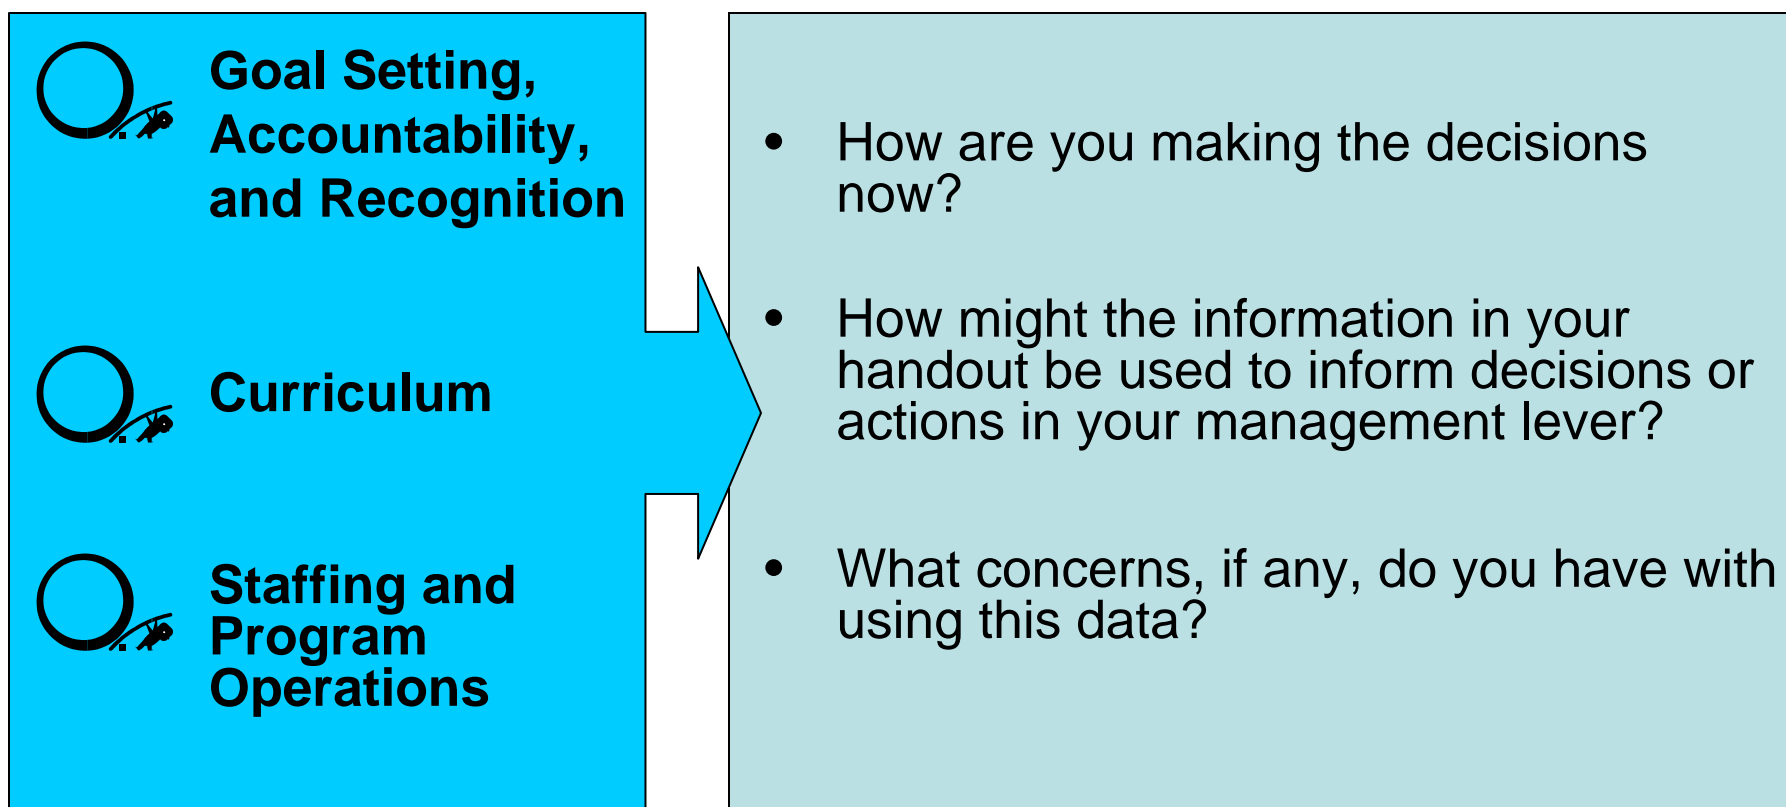 Goal Setting,
Accountability,
and Recognition
Curriculum
Staffing and
Program
Operations
• How are you making the decisions
now?
• How might the information in your
handout be used to inform decisions or
actions in your management lever?
• What concerns, if any, do you have with
using this data?